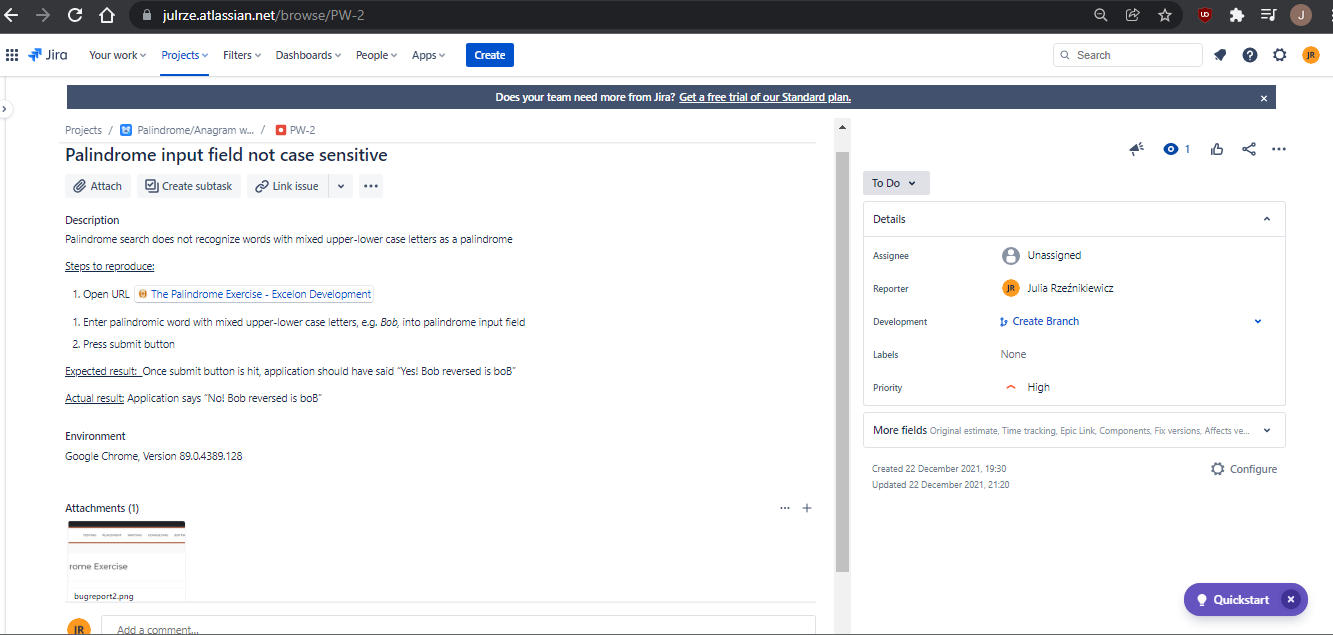 julrze.atlassian.net/browse/PW-2
J
Jira Your work Projects Filters Dashboards People Apps Create Search JR
Does your team need more from Jira? Get a free trial of our Standard plan.
Projects / Palindrome/Anagram w... / PW-2
1
Palindrome input field not case sensitive
Attach Create subtask Link issue
To Do
Description
Palindrome search does not recognize words with mixed upper-lower case letters as a palindrome
Steps to reproduce:
1. Open URL The Palindrome Exercise - Excelon Development
1. Enter palindromic word with mixed upper-lower case letters, e.g. Bob, into palindrome input field
2. Press submit button
Expected result: Once submit button is hit, application should have said “Yes! Bob reversed is boB”
Actual result: Application says “No! Bob reversed is boB”
Environment
Google Chrome, Version 89.0.4389.128
Attachments (1)
rome Exercise
bugreport2.png
JR Add a comment...
Details
Assignee Unassigned
Reporter JR Julia Rzeźnikiewicz
Development Create Branch
Labels None
Priority High
More fields Original estimate, Time tracking, Epic Link, Components, Fix versions, Affects ve...
Created 22 December 2021, 19:30
Updated 22 December 2021, 21:20
Configure
Quickstart